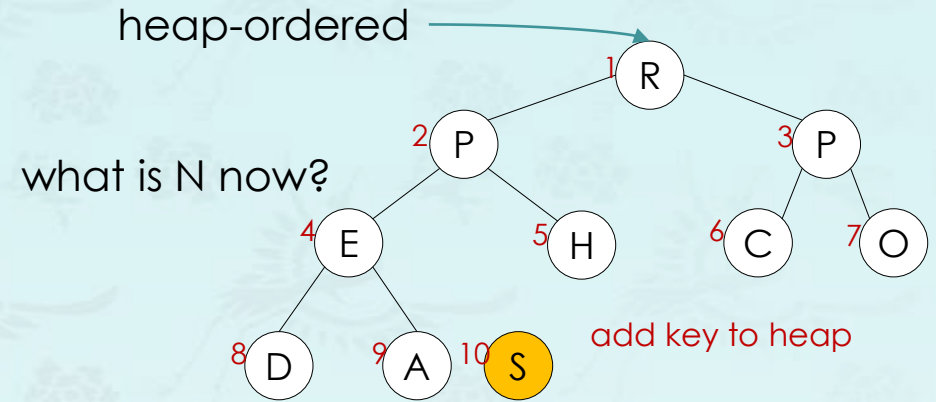 heap-ordered
1 R
2 P
3 P
what is N now?
4 E
5 H
6 C
7 O
add key to heap
8 D
9 A
10 S